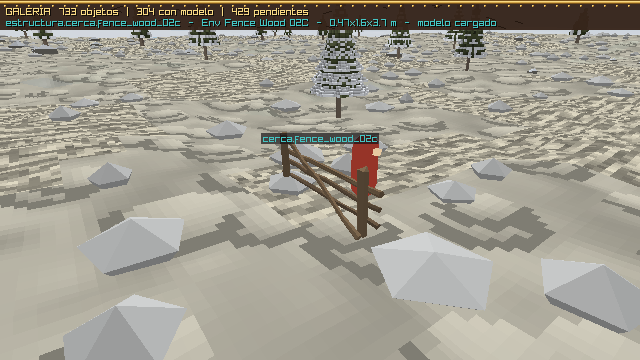 GALERIA 733 objetos | 304 con modelo | 429 pendientes
estructura.cerca.fence_wood_02c - Env Fence Wood 02C - 0.47x1.6x3.7 m - modelo cargado
cerca.fence_wood_02c